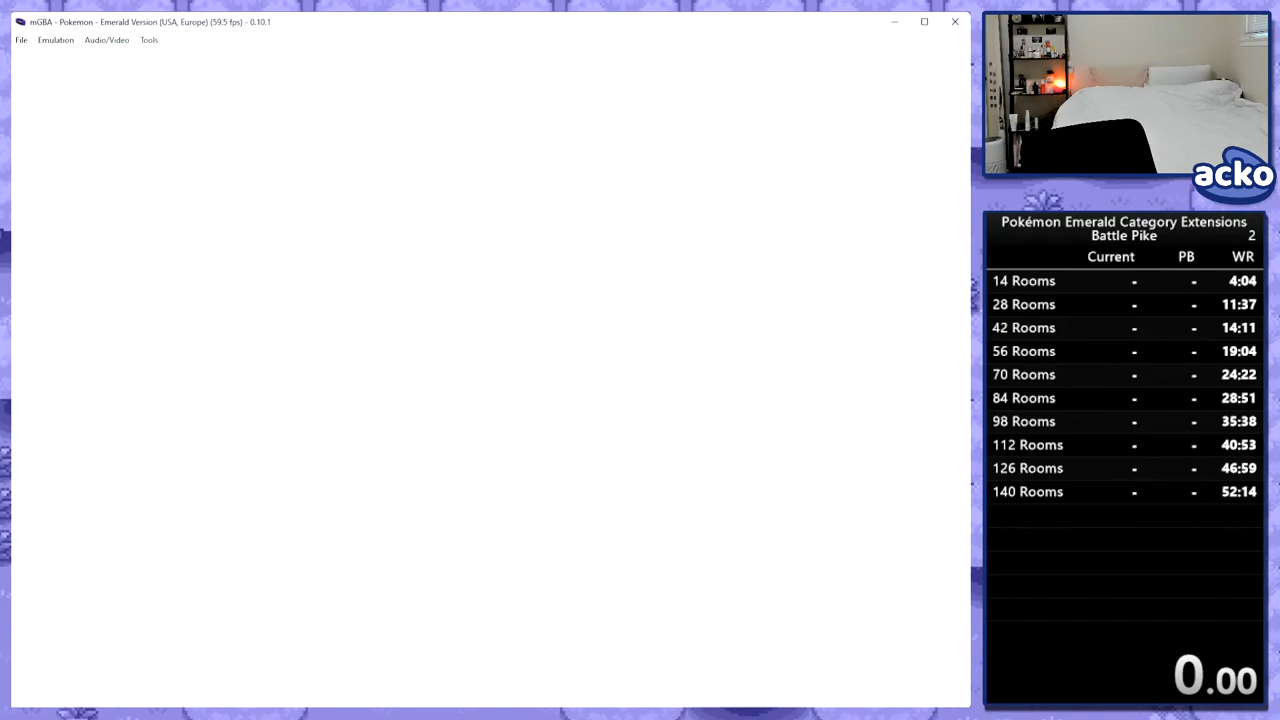 mGBA - Pokemon - Emerald Version (USA, Europe) (59.5 fps) - 0.10.1
File Emulation Audio/Video Tools
acko
Pokémon Emerald Category Extensions
Battle Pike 2
Current PB WR
14 Rooms - - 4:04
28 Rooms - - 11:37
42 Rooms - - 14:11
56 Rooms - - 19:04
70 Rooms - - 24:22
84 Rooms - - 28:51
98 Rooms - - 35:38
112 Rooms - - 40:53
126 Rooms - - 46:59
140 Rooms - - 52:14
0.00